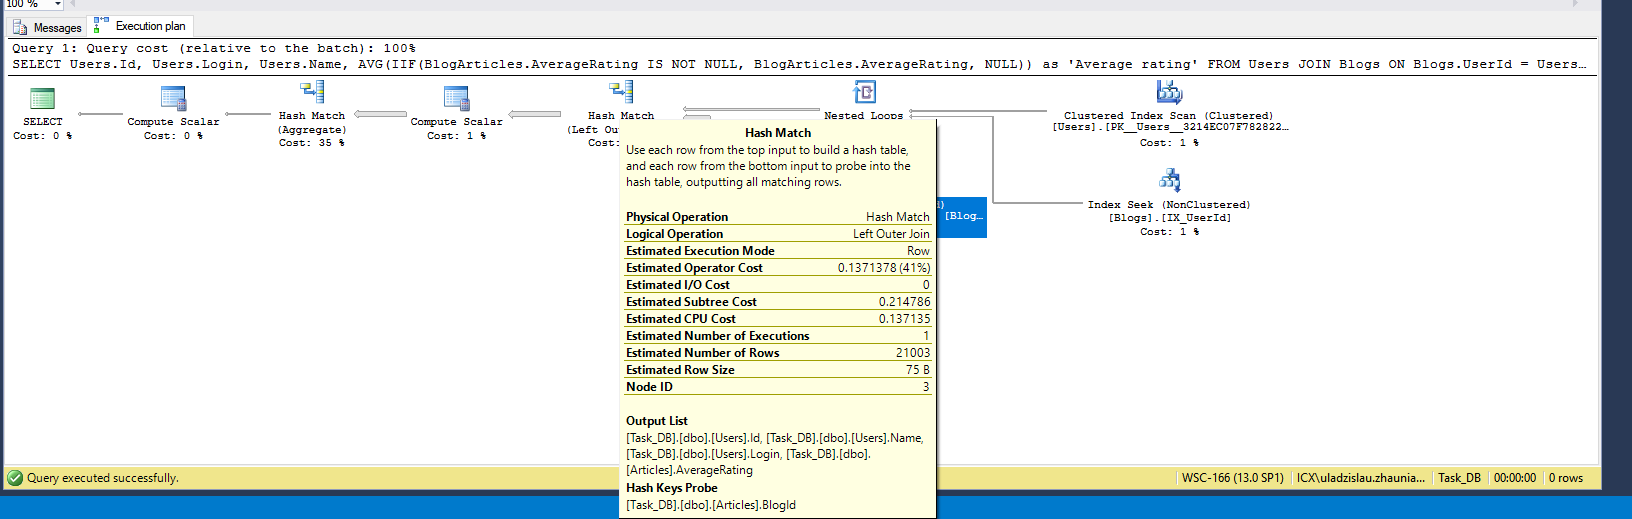 100 %
Messages
Execution plan
Query 1: Query cost (relative to the batch): 100%
SELECT Users.Id, Users.Login, Users.Name, AVG(IIF(BlogArticles.AverageRating IS NOT NULL, BlogArticles.AverageRating, NULL)) as 'Average rating' FROM Users JOIN Blogs ON Blogs.UserId = Users…
SELECT
Cost: 0 %
Compute Scalar
Cost: 0 %
Hash Match
(Aggregate)
Cost: 35 %
Compute Scalar
Cost: 1 %
Hash Match
(Left Ou
Cost:
Nested Loops
Clustered Index Scan (Clustered)
[Users].[PK__Users__3214EC07F782822…
Cost: 1 %
Index Seek (NonClustered)
[Blogs].[IX_UserId]
Cost: 1 %
[Blog…
Hash Match
Use each row from the top input to build a hash table,
and each row from the bottom input to probe into the
hash table, outputting all matching rows.
Physical Operation Hash Match
Logical Operation Left Outer Join
Estimated Execution Mode Row
Estimated Operator Cost 0.1371378 (41%)
Estimated I/O Cost 0
Estimated Subtree Cost 0.214786
Estimated CPU Cost 0.137135
Estimated Number of Executions 1
Estimated Number of Rows 21003
Estimated Row Size 75 B
Node ID 3
Output List
[Task_DB].[dbo].[Users].Id, [Task_DB].[dbo].[Users].Name,
[Task_DB].[dbo].[Users].Login, [Task_DB].[dbo].
[Articles].AverageRating
Hash Keys Probe
[Task_DB].[dbo].[Articles].BlogId
Query executed successfully.
WSC-166 (13.0 SP1)
ICX\uladzislau.zhaunia...
Task_DB
00:00:00
0 rows